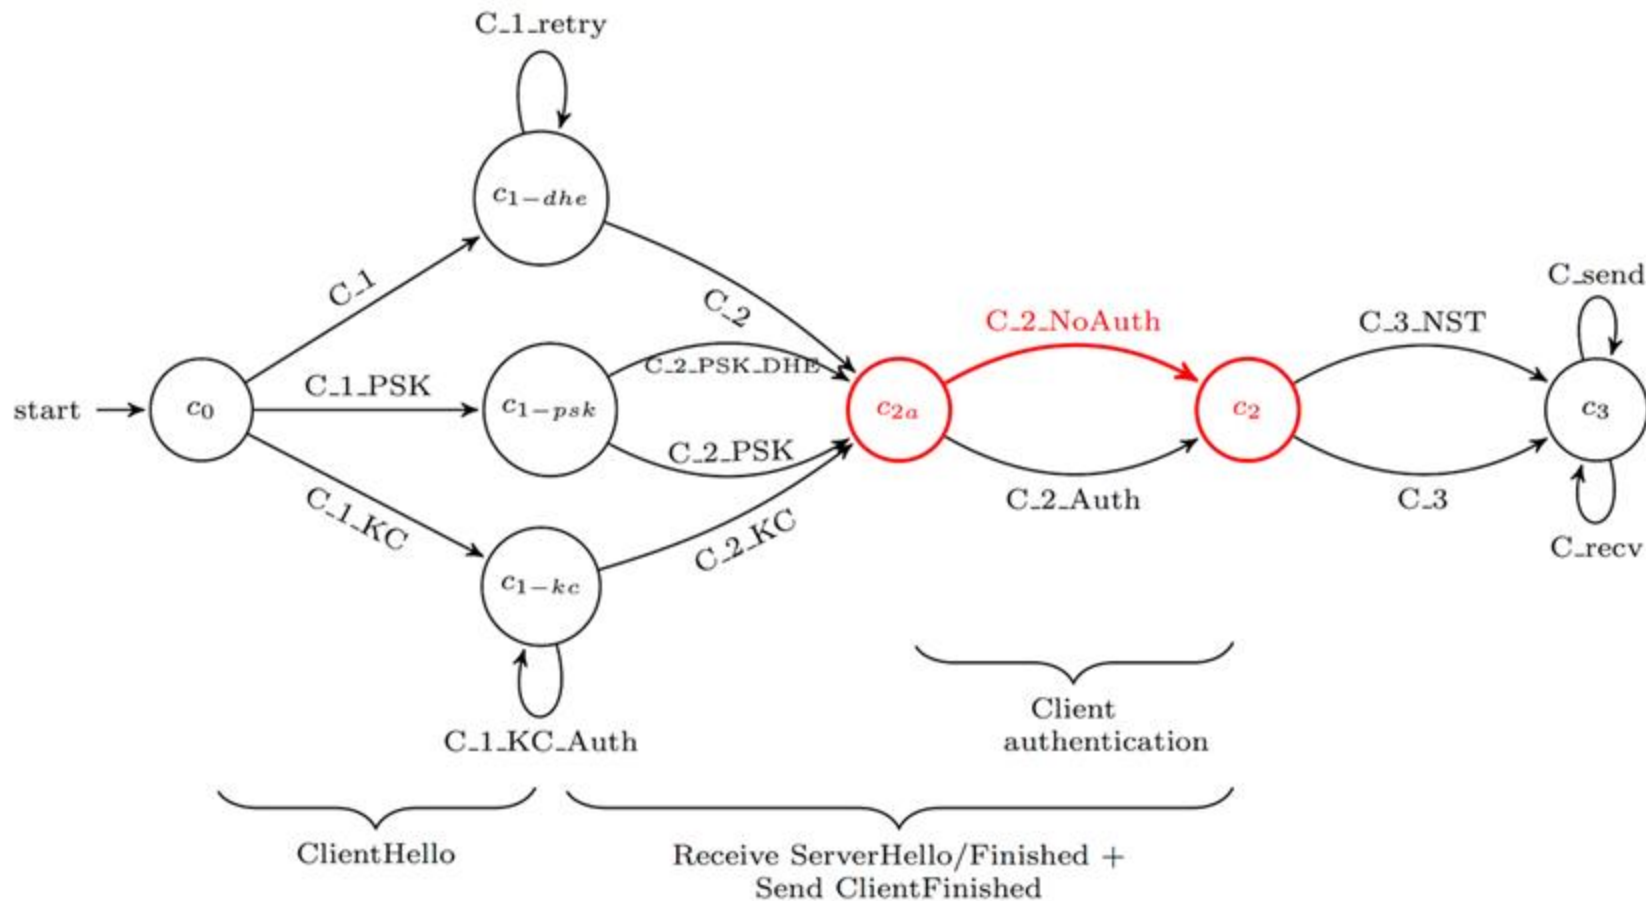 C_1_retry
c1−dhe
C_1
C_2
C_send
C_2_NoAuth
C_3_NST
C_2_PSK_DHE
C_1_PSK
start
c0
c1−psk
c2a
c2
c3
C_2_PSK
C_2_Auth
C_3
C_1_KC
C_2_KC
C_recv
c1−kc
C_1_KC_Auth
Client
authentication
ClientHello
Receive ServerHello/Finished +
Send ClientFinished